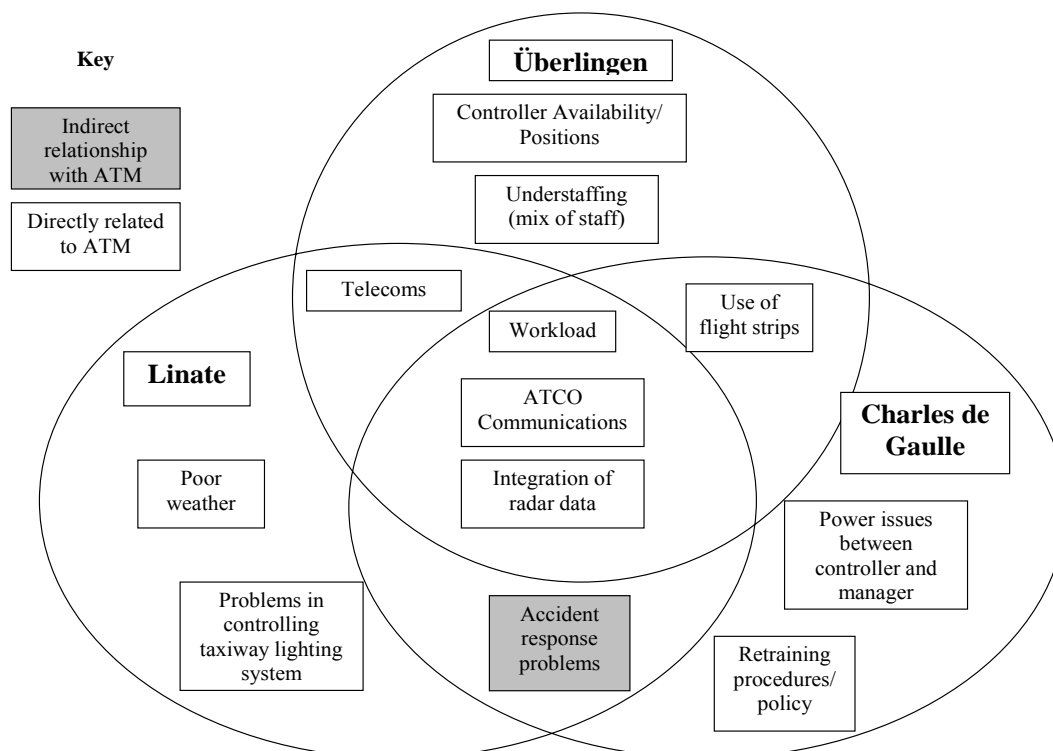 Key
Indirect
relationship
with ATM
Directly related
to ATM
Überlingen
Controller Availability/
Positions
Understaffing
(mix of staff)
Telecoms
Workload
Use of
flight strips
Linate
ATCO
Communications
Charles de
Gaulle
Poor
weather
Integration of
radar data
Power issues
between
controller and
manager
Problems in
controlling
taxiway lighting
system
Accident
response
problems
Retraining
procedures/
policy